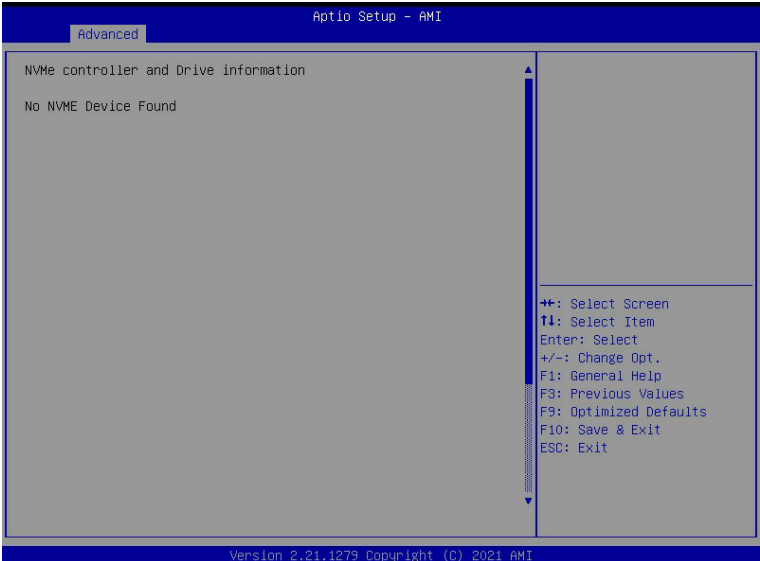 Aptio Setup – AMI
Advanced
NVMe controller and Drive information
No NVME Device Found
→←: Select Screen
↑↓: Select Item
Enter: Select
+/-: Change Opt.
F1: General Help
F3: Previous Values
F9: Optimized Defaults
F10: Save & Exit
ESC: Exit
Version 2.21.1279 Copyright (C) 2021 AMI